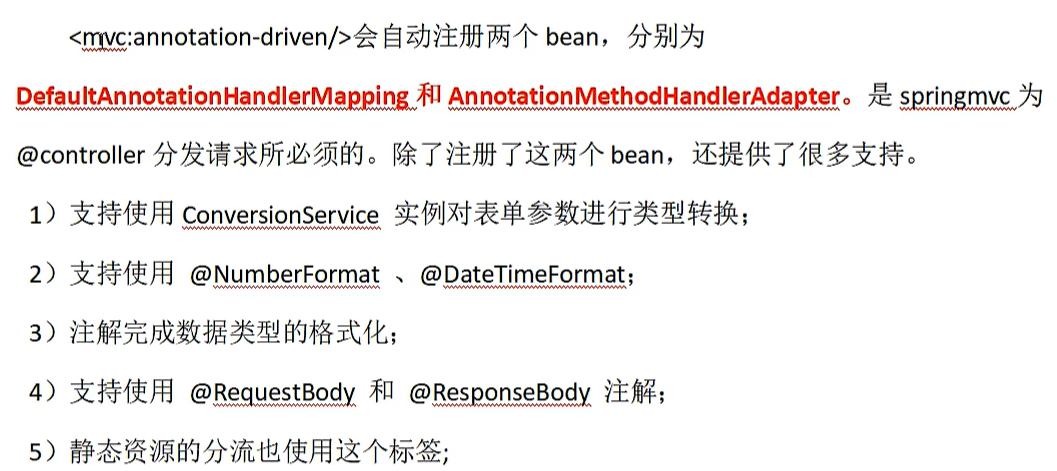 <mvc:annotation-driven/>会自动注册两个 bean，分别为
DefaultAnnotationHandlerMapping 和 AnnotationMethodHandlerAdapter。是 springmvc 为
@controller 分发请求所必须的。除了注册了这两个 bean，还提供了很多支持。
1）支持使用 ConversionService 实例对表单参数进行类型转换；
2）支持使用 @NumberFormat 、@DateTimeFormat；
3）注解完成数据类型的格式化；
4）支持使用 @RequestBody 和 @ResponseBody 注解；
5）静态资源的分流也使用这个标签;